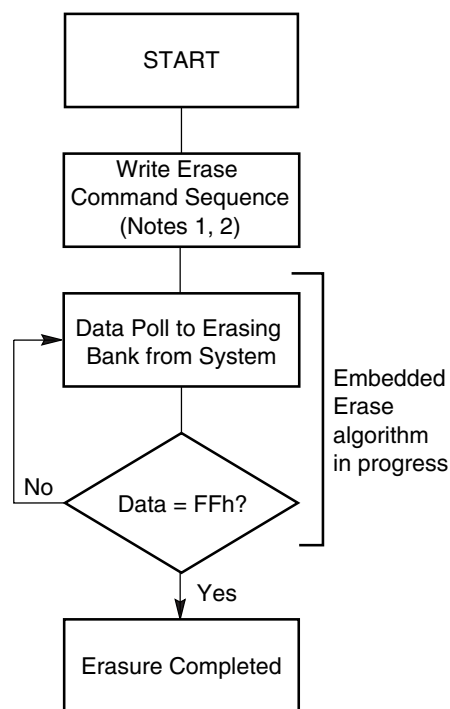 START
Write Erase
Command Sequence
(Notes 1, 2)
Data Poll to Erasing
Bank from System
Embedded
Erase
algorithm
in progress
No
Data = FFh?
Yes
Erasure Completed